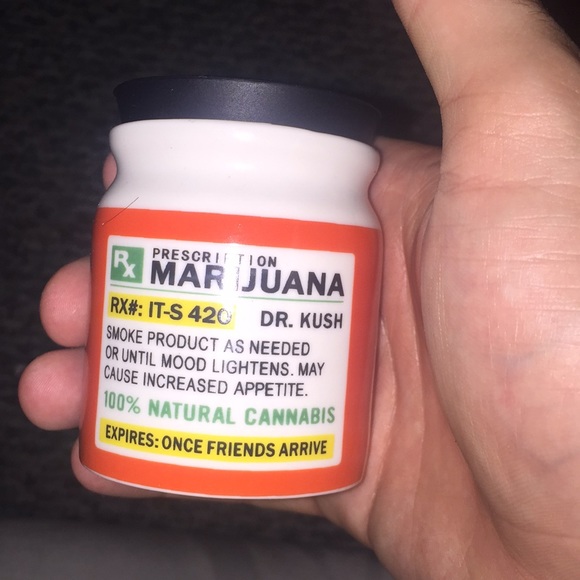 Rx PRESCRIPTION
MARIJUANA
RX#: IT-S 420 DR. KUSH
SMOKE PRODUCT AS NEEDED
OR UNTIL MOOD LIGHTENS. MAY
CAUSE INCREASED APPETITE.
100% NATURAL CANNABIS
EXPIRES: ONCE FRIENDS ARRIVE